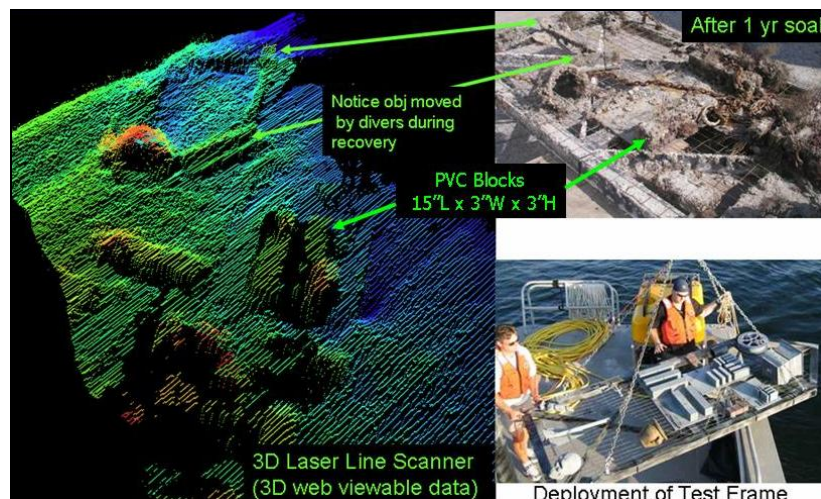 After 1 yr soak
Notice obj moved
by divers during
recovery
PVC Blocks
15"L x 3"W x 3"H
3D Laser Line Scanner
(3D web viewable data)
Deployment of Test Frame